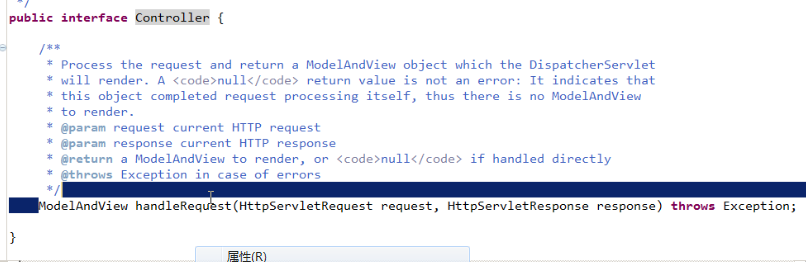 */
public interface Controller {
/**
* Process the request and return a ModelAndView object which the DispatcherServlet
* will render. A <code>null</code> return value is not an error: It indicates that
* this object completed request processing itself, thus there is no ModelAndView
* to render.
* @param request current HTTP request
* @param response current HTTP response
* @return a ModelAndView to render, or <code>null</code> if handled directly
* @throws Exception in case of errors
*/
ModelAndView handleRequest(HttpServletRequest request, HttpServletResponse response) throws Exception;
}
属性(R)